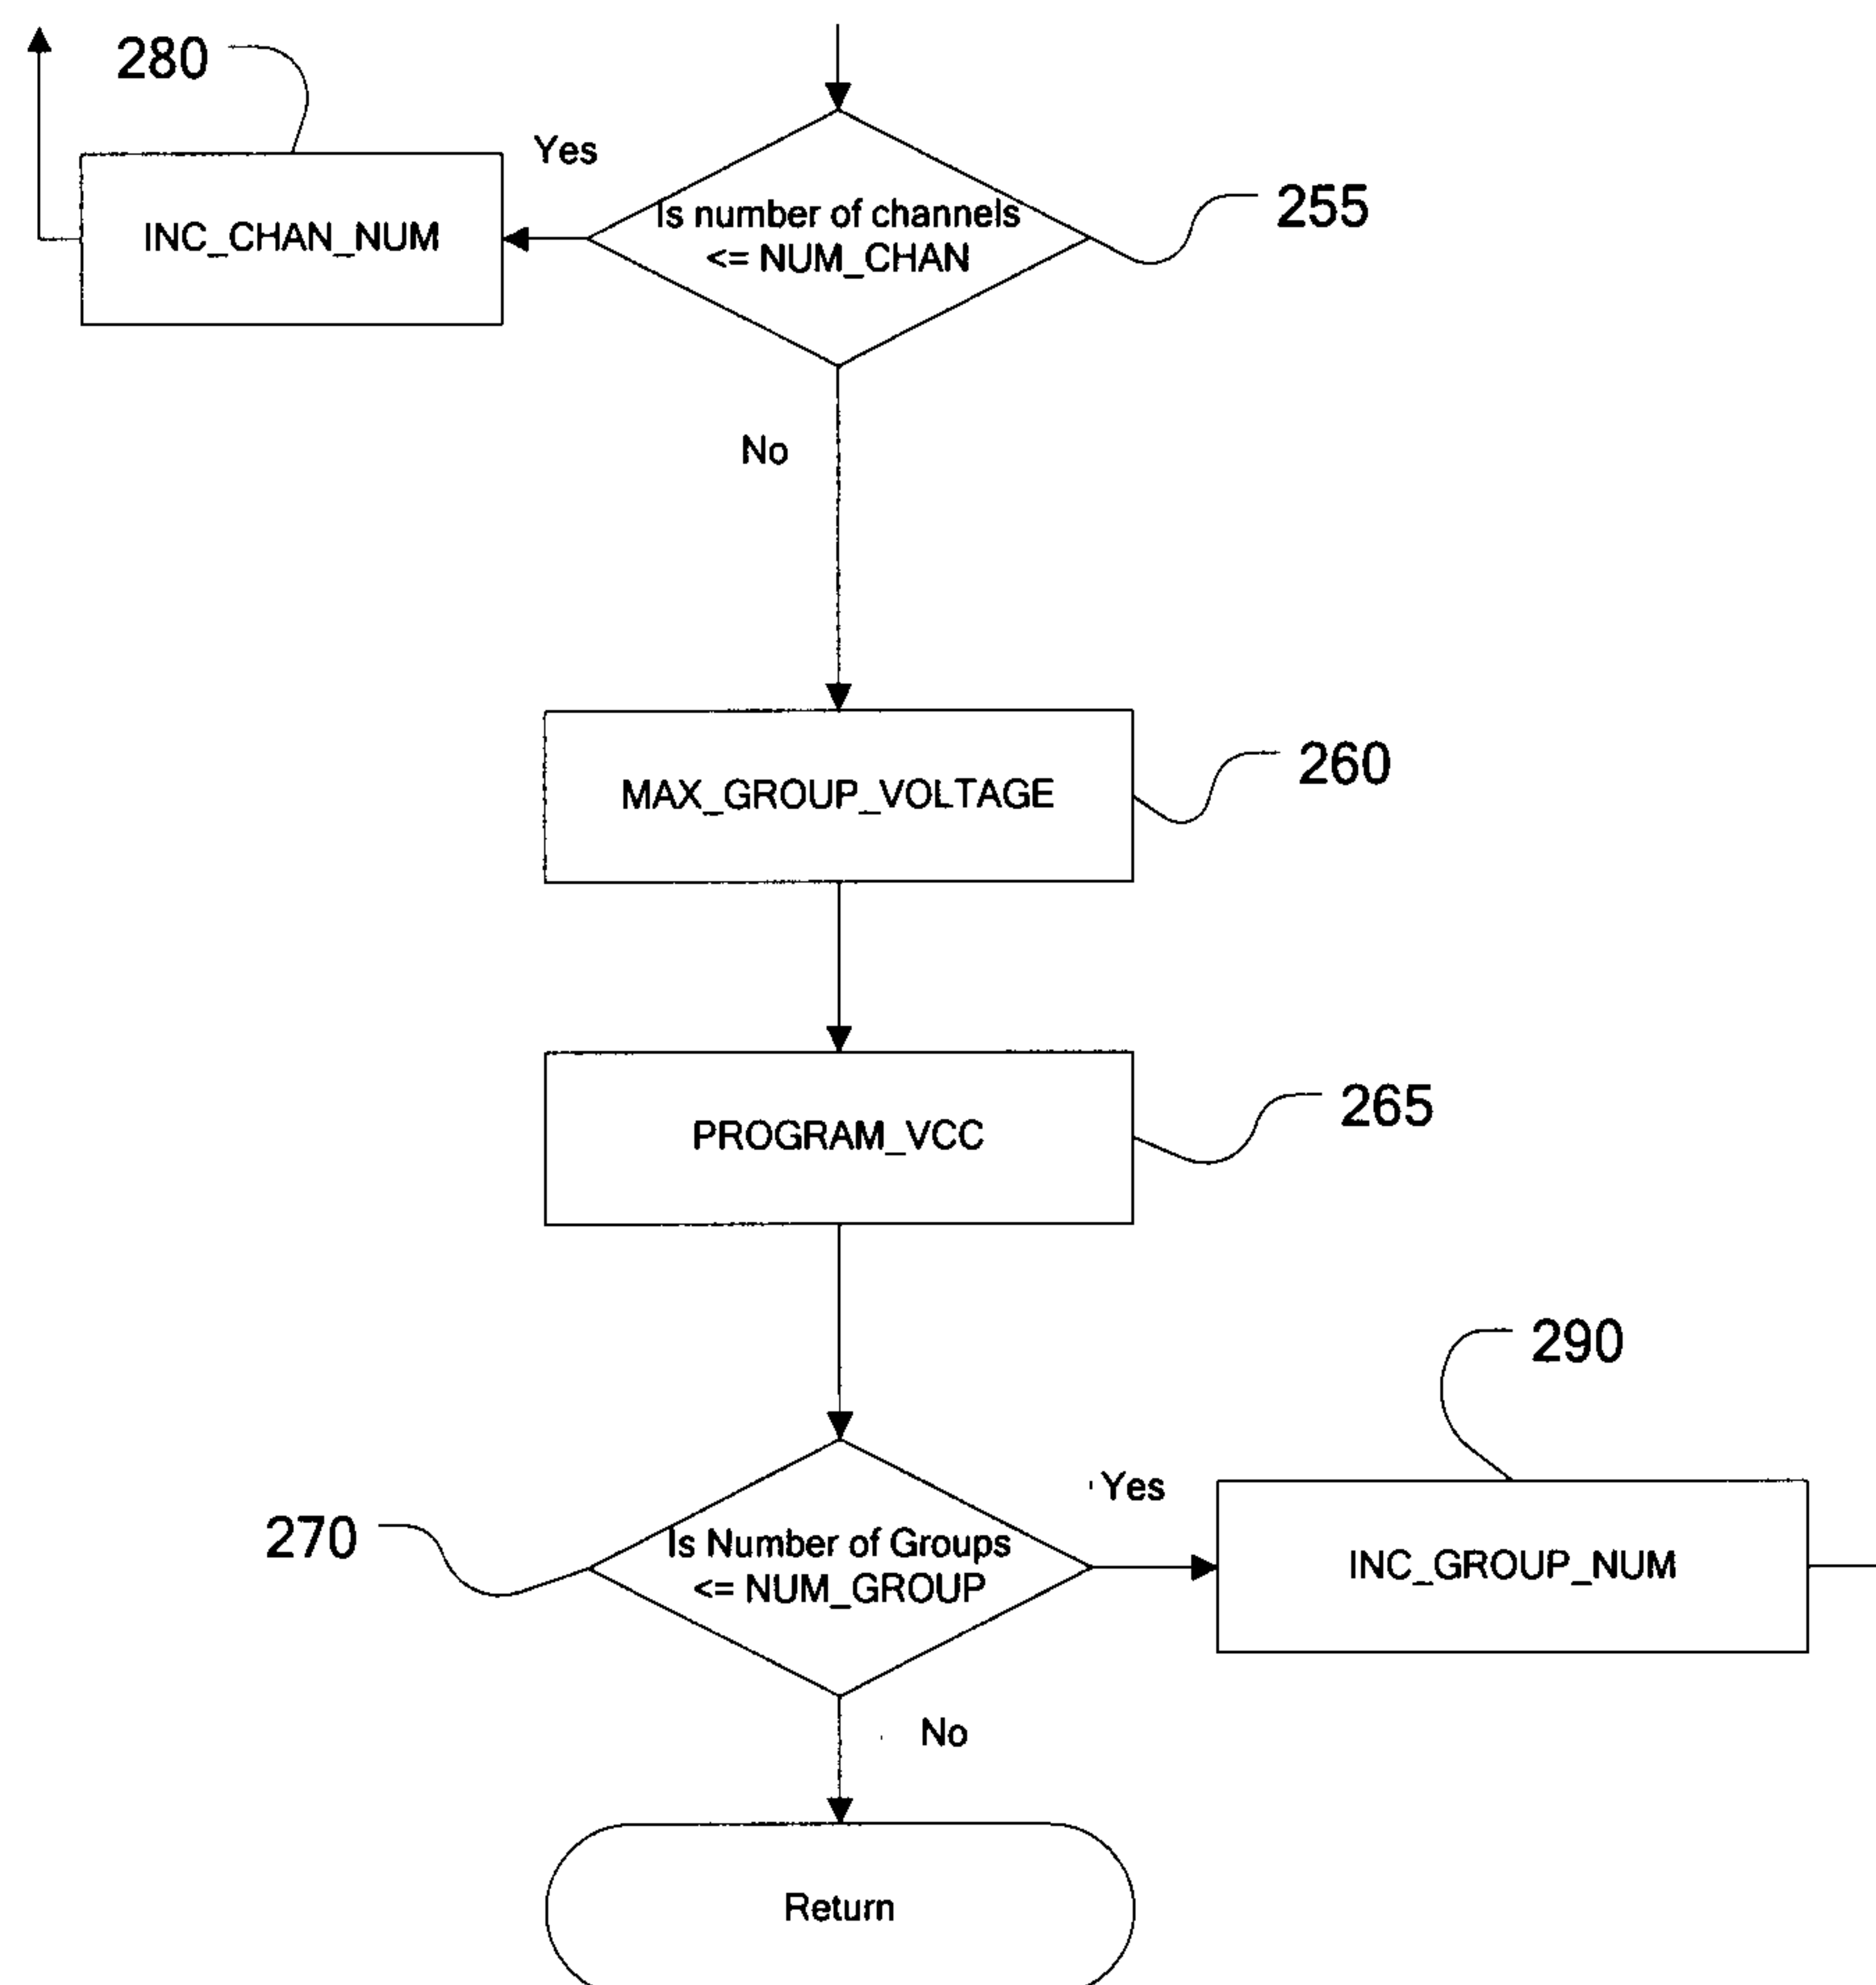 280
Yes
Is number of channels
<= NUM_CHAN
255
INC_CHAN_NUM
No
MAX_GROUP_VOLTAGE
260
PROGRAM_VCC
265
290
Yes
270
Is Number of Groups
<= NUM_GROUP
INC_GROUP_NUM
No
Return